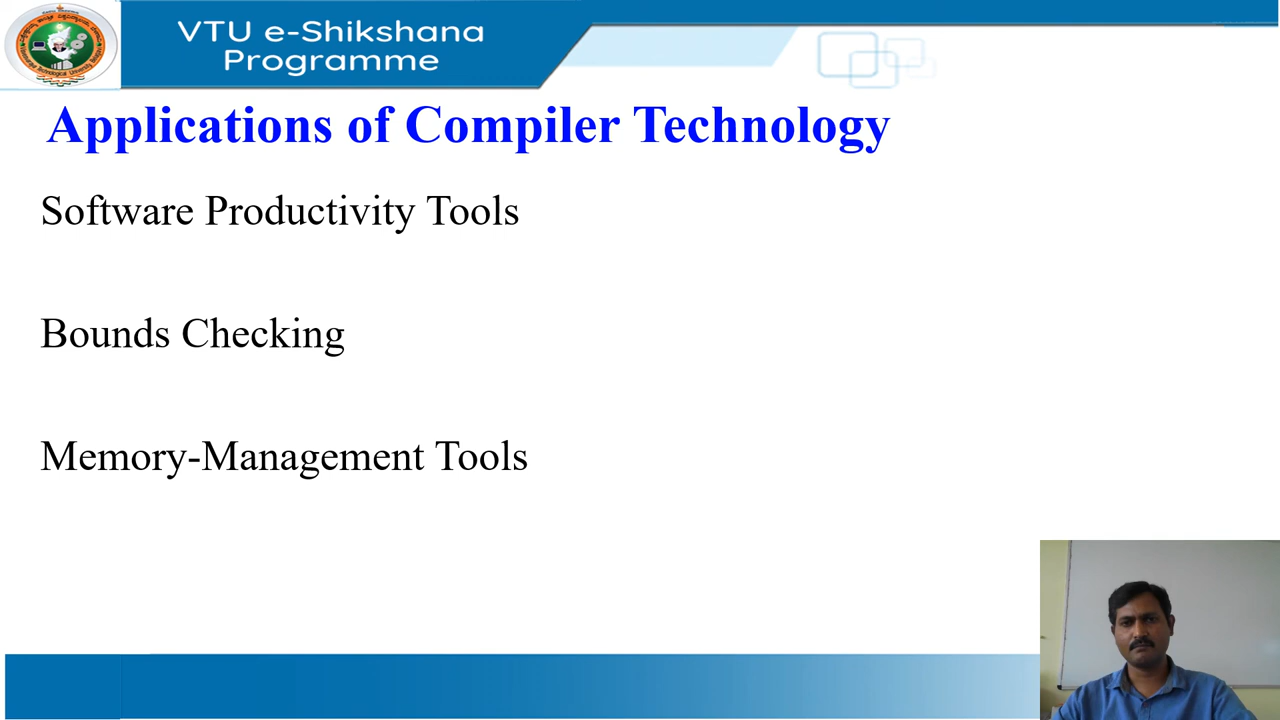 VTU e-Shikshana
Programme
Applications of Compiler Technology
Software Productivity Tools
Bounds Checking
Memory-Management Tools